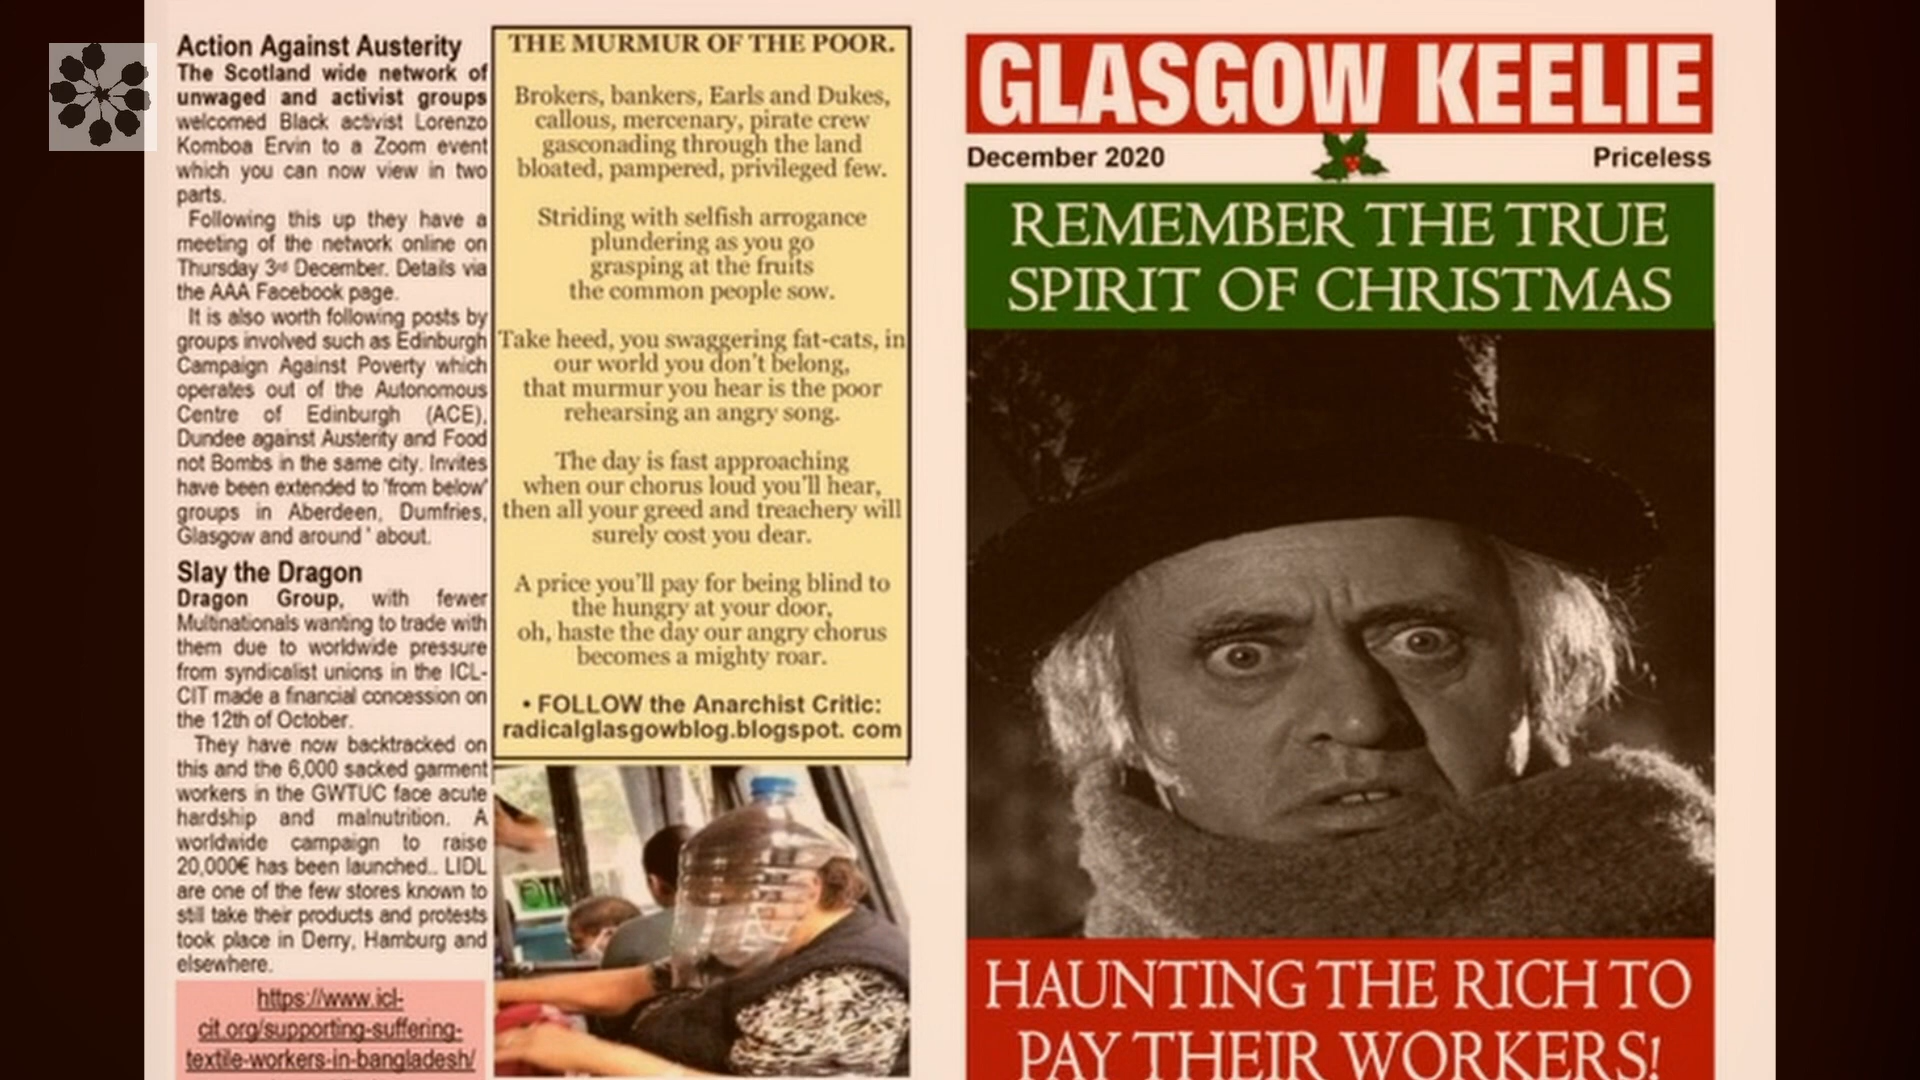 Action Against Austerity
The Scotland wide network of
unwaged and activist groups
welcomed Black activist Lorenzo
Komboa Ervin to a Zoom event
which you can now view in two
parts.
Following this up they have a
meeting of the network online on
Thursday 3rd December. Details via
the AAA Facebook page.
It is also worth following posts by
groups involved such as Edinburgh
Campaign Against Poverty which
operates out of the Autonomous
Centre of Edinburgh (ACE),
Dundee against Austerity and Food
not Bombs in the same city. Invites
have been extended to 'from below'
groups in Aberdeen, Dumfries,
Glasgow and around ' about.
Slay the Dragon
Dragon Group, with fewer
Multinationals wanting to trade with
them due to worldwide pressure
from syndicalist unions in the ICL-
CIT made a financial concession on
the 12th of October.
They have now backtracked on
this and the 6,000 sacked garment
workers in the GWTUC face acute
hardship and malnutrition. A
worldwide campaign to raise
20,000€ has been launched.. LIDL
are one of the few stores known to
still take their products and protests
took place in Derry, Hamburg and
elsewhere.
https://www.icl-
cit.org/supporting-suffering-
textile-workers-in-bangladesh/
THE MURMUR OF THE POOR.
Brokers, bankers, Earls and Dukes,
callous, mercenary, pirate crew
gasconading through the land
bloated, pampered, privileged few.
Striding with selfish arrogance
plundering as you go
grasping at the fruits
the common people sow.
Take heed, you swaggering fat-cats, in
our world you don't belong,
that murmur you hear is the poor
rehearsing an angry song.
The day is fast approaching
when our chorus loud you'll hear,
then all your greed and treachery will
surely cost you dear.
A price you'll pay for being blind to
the hungry at your door,
oh, haste the day our angry chorus
becomes a mighty roar.
• FOLLOW the Anarchist Critic:
radicalglasgowblog.blogspot. com
GLASGOW KEELIE
December 2020 Priceless
REMEMBER THE TRUE
SPIRIT OF CHRISTMAS
HAUNTING THE RICH TO
PAY THEIR WORKERS!